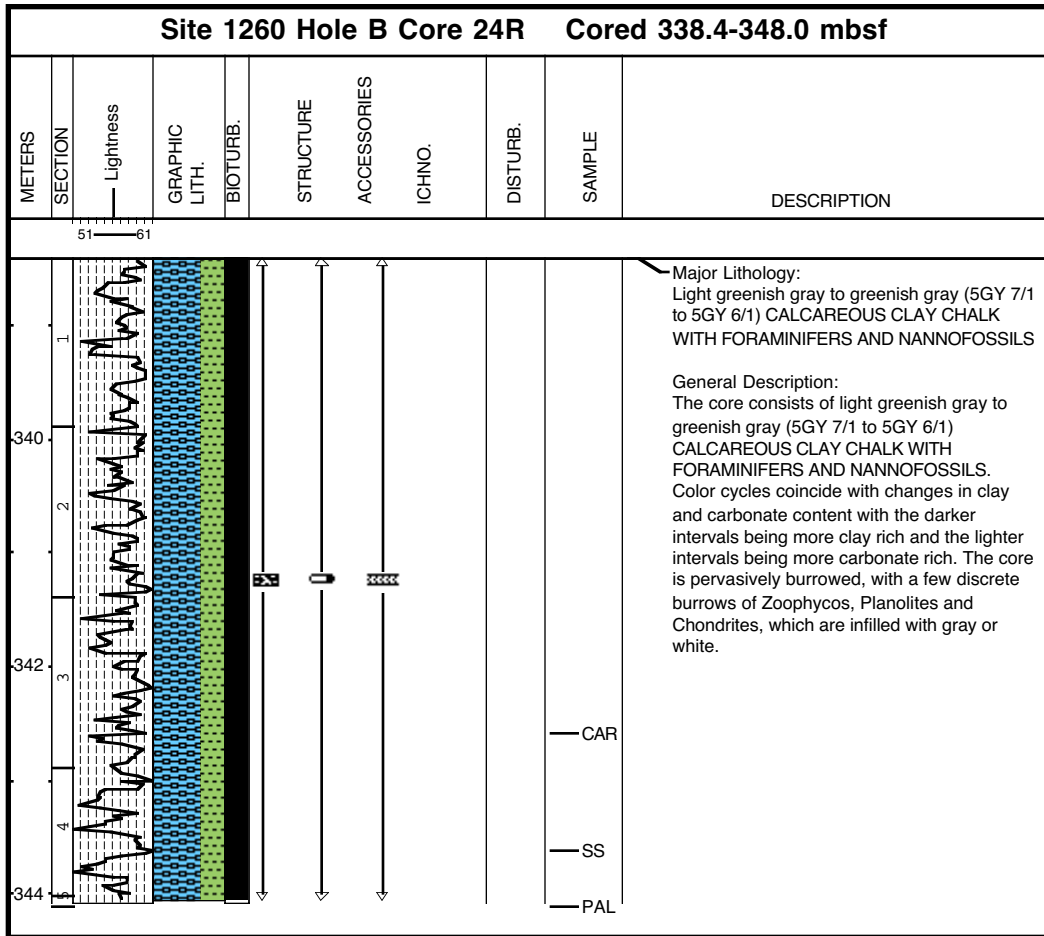 Site 1260 Hole B Core 24R Cored 338.4-348.0 mbsf
METERS
SECTION
Lightness
GRAPHIC
LITH.
BIOTURB.
STRUCTURE
ACCESSORIES
ICHNO.
DISTURB.
SAMPLE
DESCRIPTION
51 61
1
340
2
342
3
4
344
5
CAR
SS
PAL
Major Lithology:
Light greenish gray to greenish gray (5GY 7/1
to 5GY 6/1) CALCAREOUS CLAY CHALK
WITH FORAMINIFERS AND NANNOFOSSILS
General Description:
The core consists of light greenish gray to
greenish gray (5GY 7/1 to 5GY 6/1)
CALCAREOUS CLAY CHALK WITH
FORAMINIFERS AND NANNOFOSSILS.
Color cycles coincide with changes in clay
and carbonate content with the darker
intervals being more clay rich and the lighter
intervals being more carbonate rich. The core
is pervasively burrowed, with a few discrete
burrows of Zoophycos, Planolites and
Chondrites, which are infilled with gray or
white.